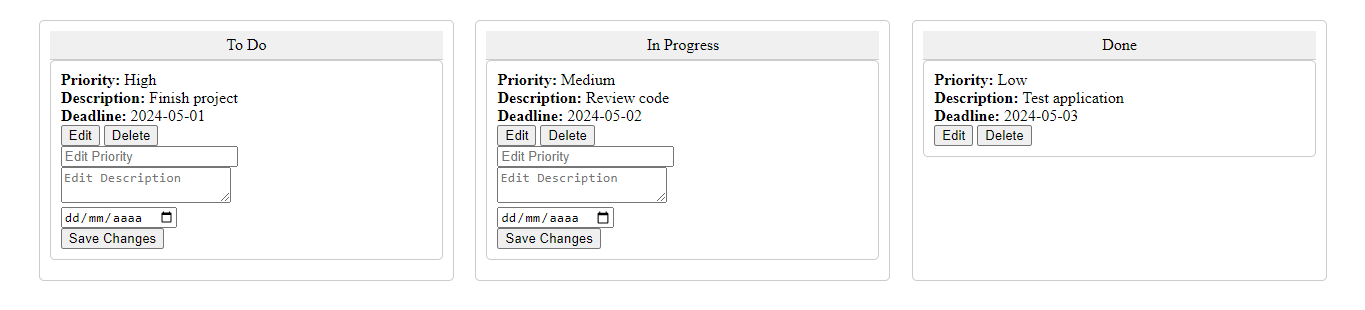 To Do
Priority: High
Description: Finish project
Deadline: 2024-05-01
Edit Delete
Edit Priority
Edit Description
dd/mm/aaaa
Save Changes
In Progress
Priority: Medium
Description: Review code
Deadline: 2024-05-02
Edit Delete
Edit Priority
Edit Description
dd/mm/aaaa
Save Changes
Done
Priority: Low
Description: Test application
Deadline: 2024-05-03
Edit Delete